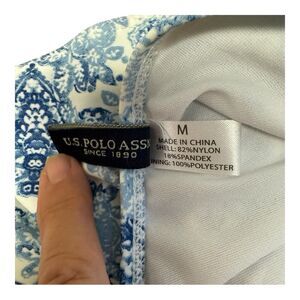 U.S. POLO ASS
SINCE 1890
M
MADE IN CHINA
SHELL: 82%NYLON
18%SPANDEX
NING: 100%POLYESTER